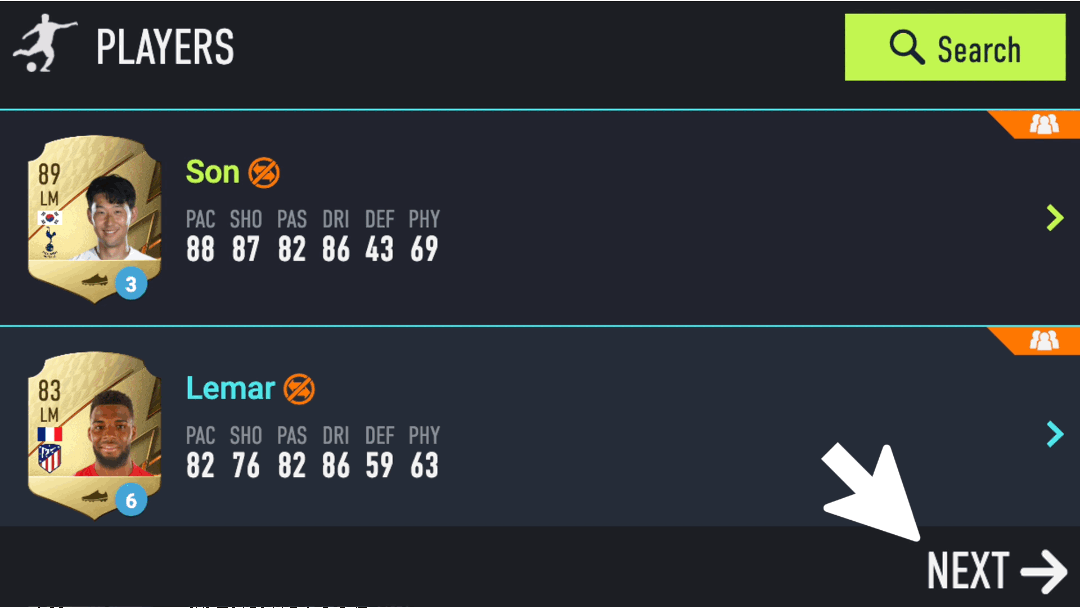 PLAYERS
Search
89
LM
3
Son
PAC SHO PAS DRI DEF PHY
88 87 82 86 43 69
83
LM
6
Lemar
PAC SHO PAS DRI DEF PHY
82 76 82 86 59 63
NEXT